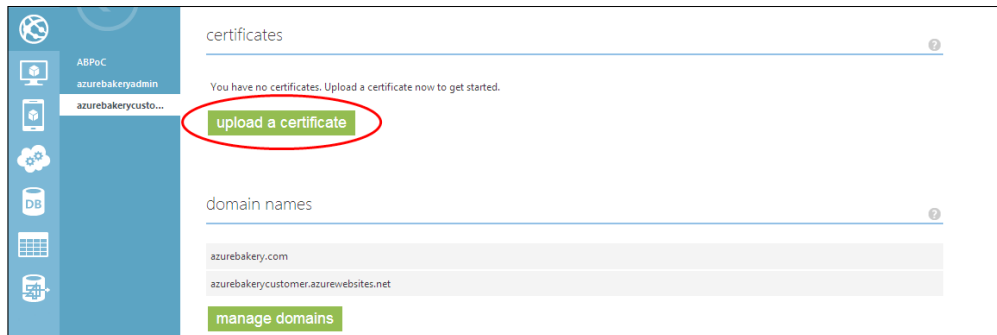 certificates
?
ABPoC
azurebakeryadmin
You have no certificates. Upload a certificate now to get started.
azurebakerycusto...
upload a certificate
DB
domain names
?
azurebakery.com
azurebakerycustomer.azurewebsites.net
manage domains